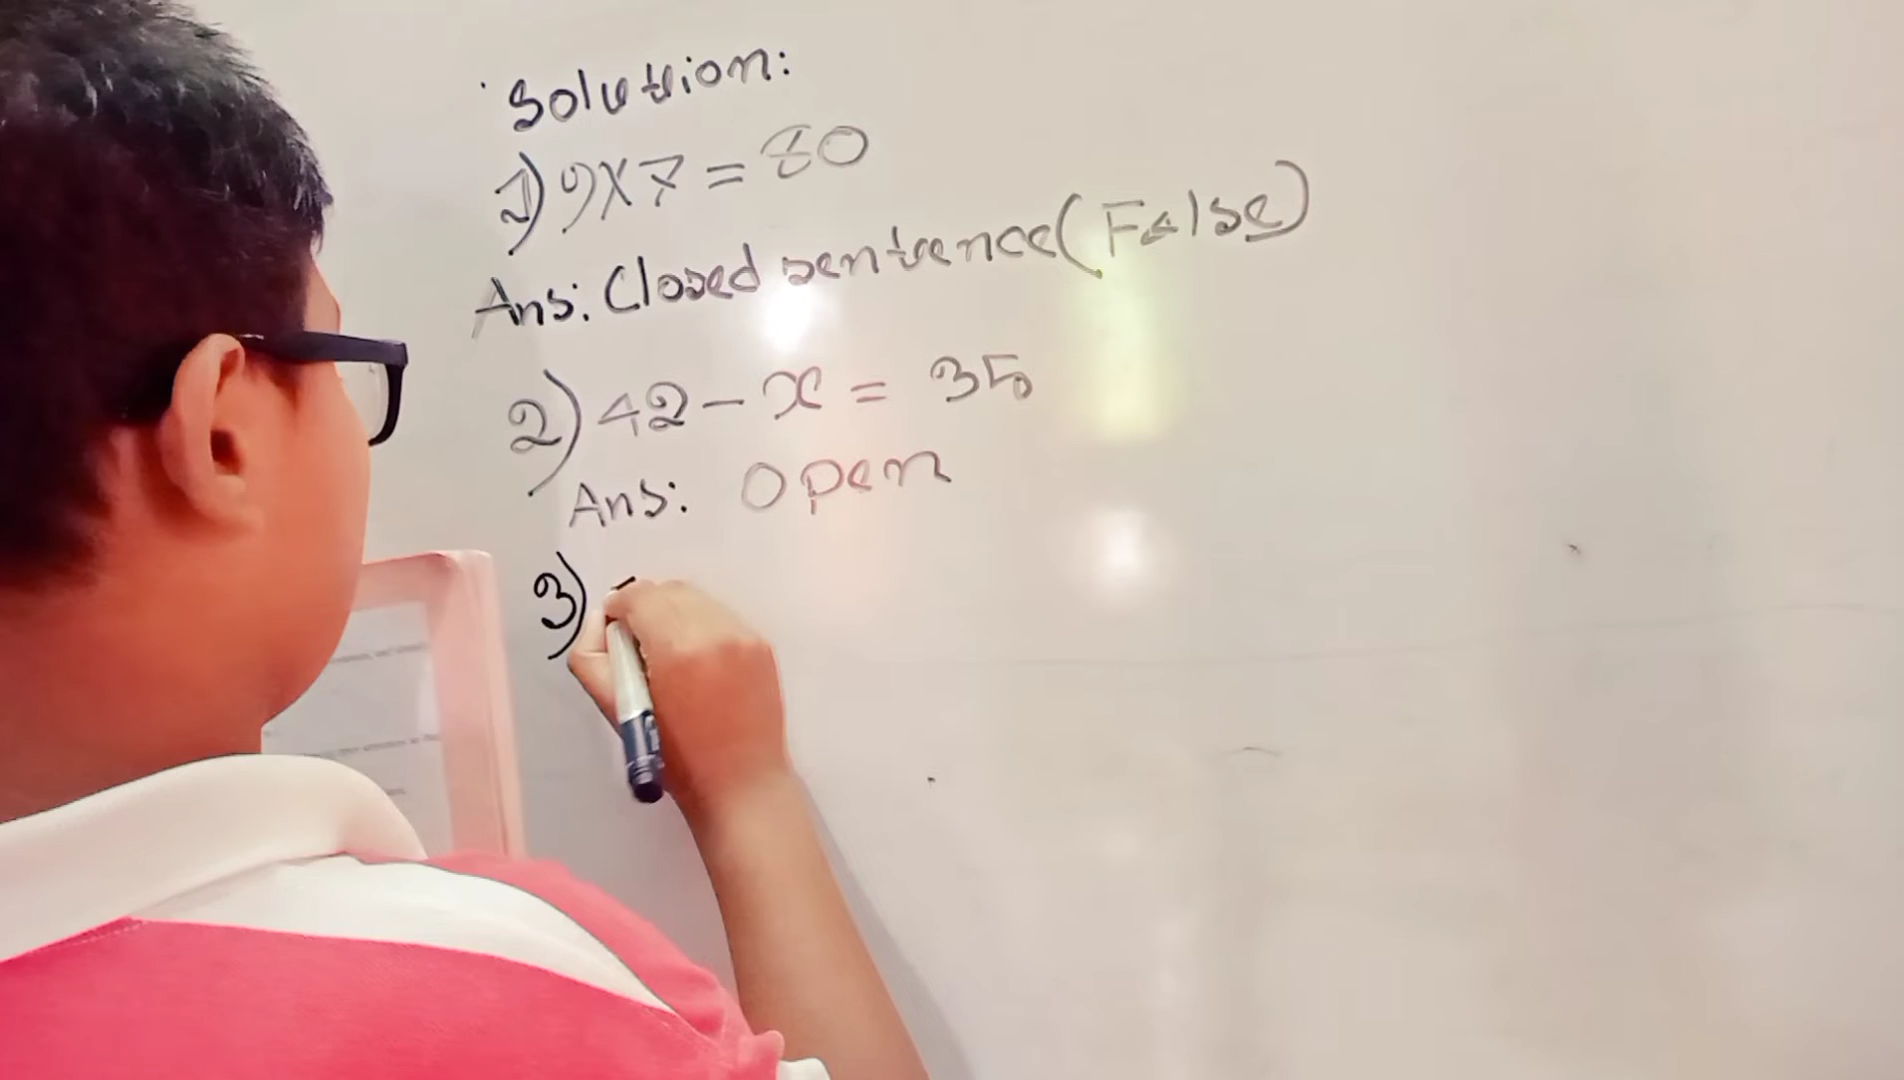 Solution:
1) 9x7 = 80
Ans: Closed sentence (False)
2) 42 - x = 35
Ans: Open
3)